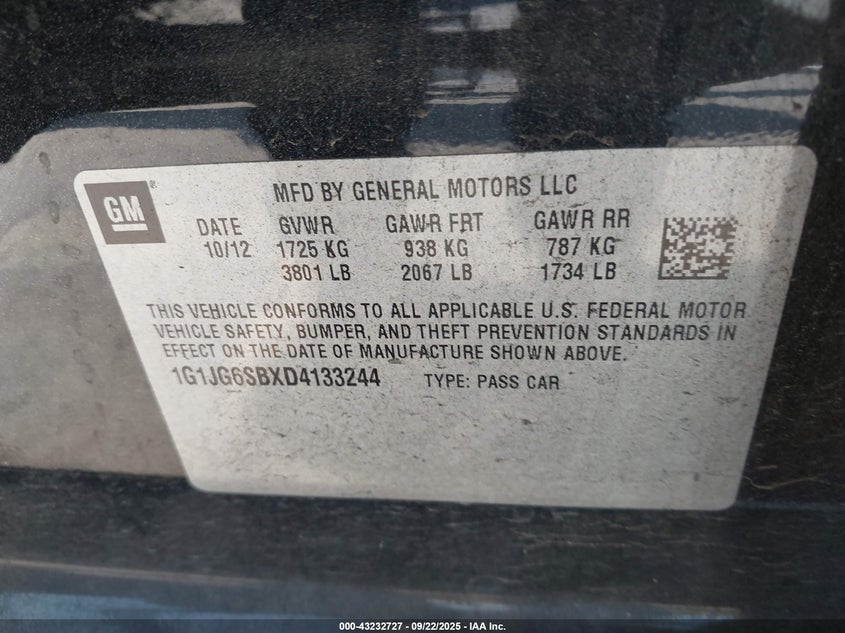 GM
MFD BY GENERAL MOTORS LLC
DATE GVWR GAWR FRT GAWR RR
10/12 1725 KG 938 KG 787 KG
3801 LB 2067 LB 1734 LB
THIS VEHICLE CONFORMS TO ALL APPLICABLE U.S. FEDERAL MOTOR
VEHICLE SAFETY, BUMPER, AND THEFT PREVENTION STANDARDS IN
EFFECT ON THE DATE OF MANUFACTURE SHOWN ABOVE.
1G1JG6SBXD4133244 TYPE: PASS CAR
000-43232727 - 09/22/2025 - IAA Inc.